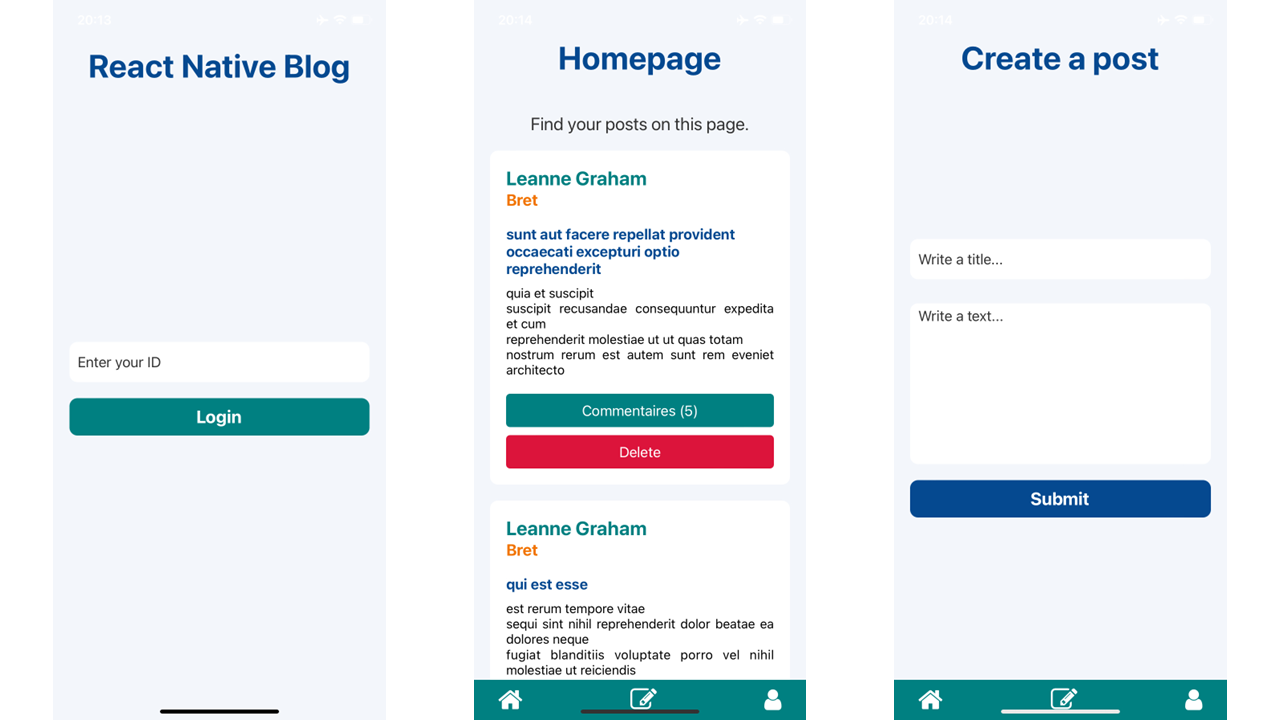 20:13
React Native Blog
Enter your ID
Login
20:14
Homepage
Find your posts on this page.
Leanne Graham
Bret
sunt aut facere repellat provident
occaecati excepturi optio
reprehenderit
quia et suscipit
suscipit recusandae consequuntur expedita
et cum
reprehenderit molestiae ut ut quas totam
nostrum rerum est autem sunt rem eveniet
architecto
Commentaires (5)
Delete
Leanne Graham
Bret
qui est esse
est rerum tempore vitae
sequi sint nihil reprehenderit dolor beatae ea
dolores neque
fugiat blanditiis voluptate porro vel nihil
molestiae ut reiciendis
20:14
Create a post
Write a title...
Write a text...
Submit